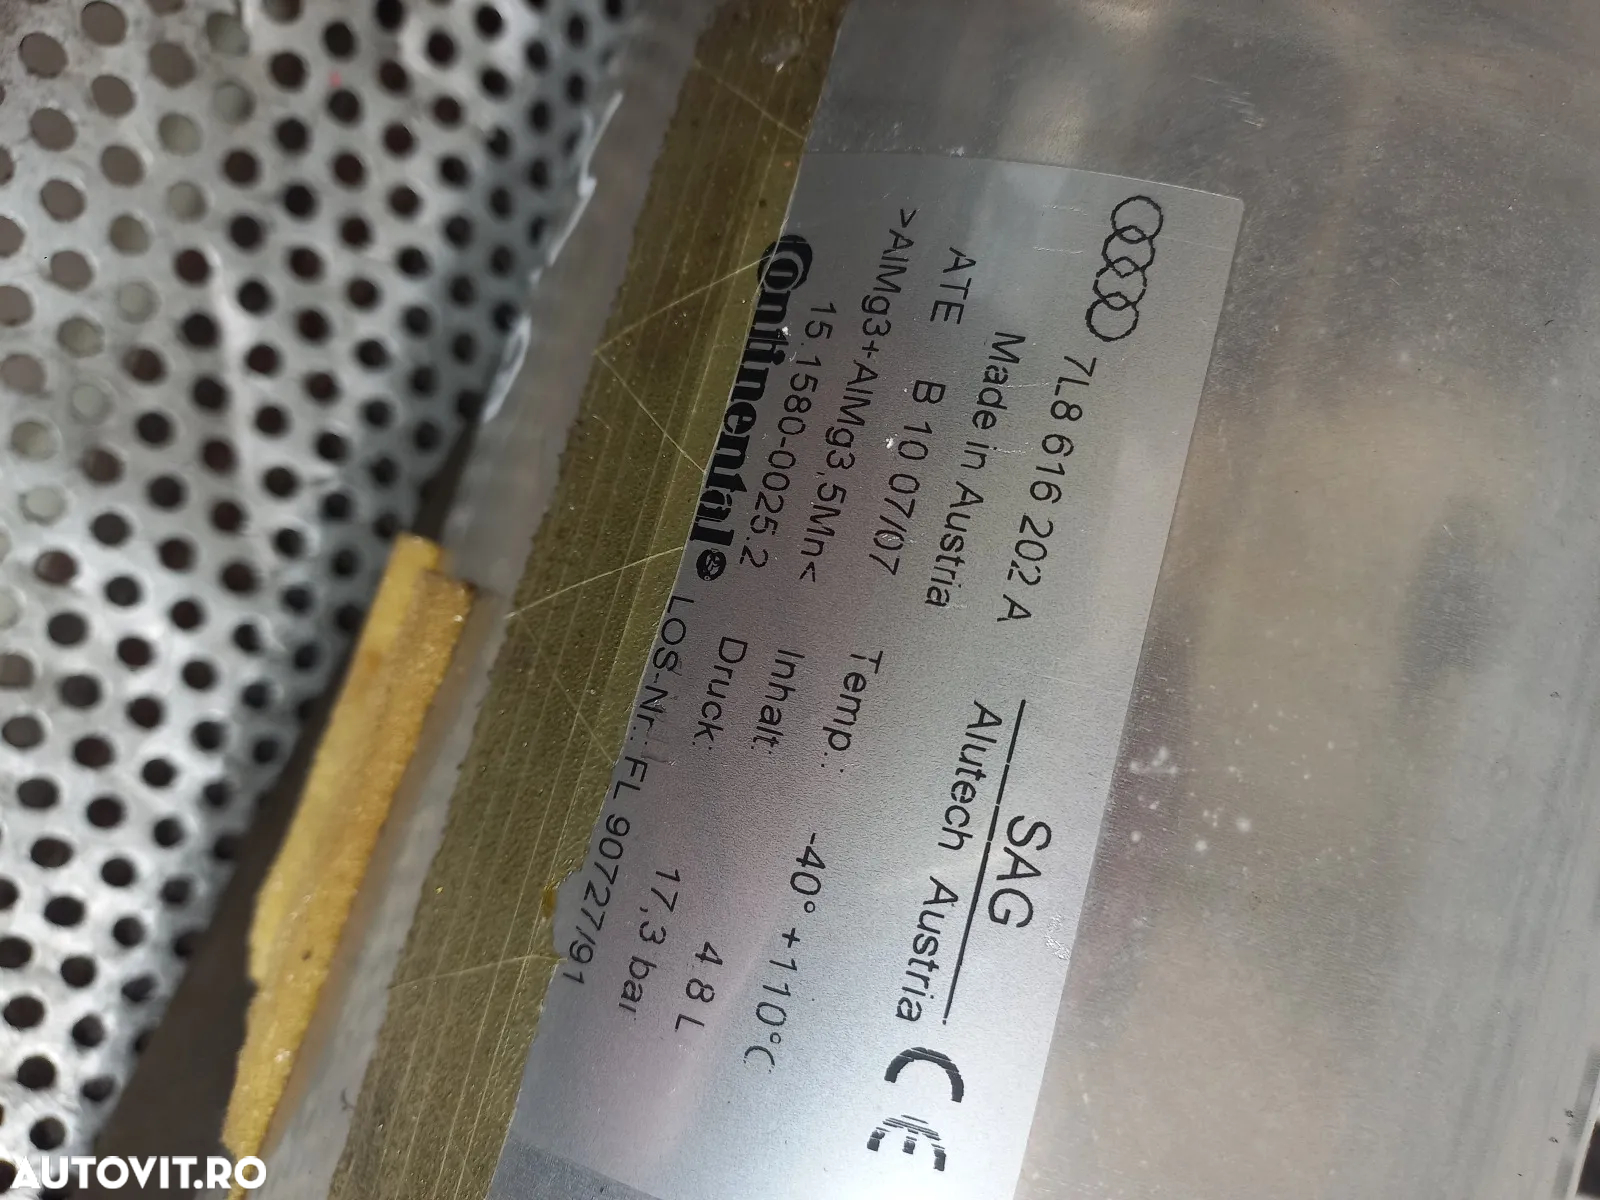 7L8 616 202 A
Made in Austria
ATE B 10 07/07
>AlMg3+AlMg3,5Mn<
15.1580-0025.2
Continental
SAG
Alutech Austria
CE
Temp.: -40° +110°C
Inhalt: 4.8 L
Druck: 17,3 bar
LOS-Nr.: FL 90727/91
AUTOVIT.RO